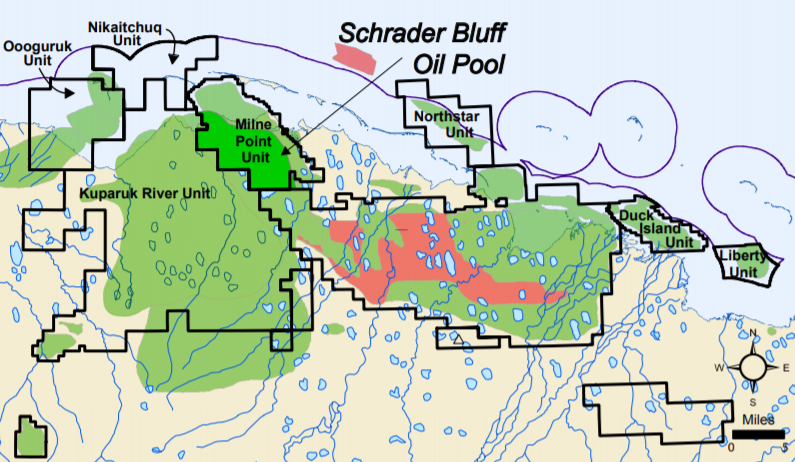 Nikaitchuq
Unit
Oooguruk
Unit
Schrader Bluff
Oil Pool
Milne
Point
Unit
Northstar
Unit
Kuparuk River Unit
Duck
Island
Unit
Liberty
Unit
N
W
E
S
Miles
0
5